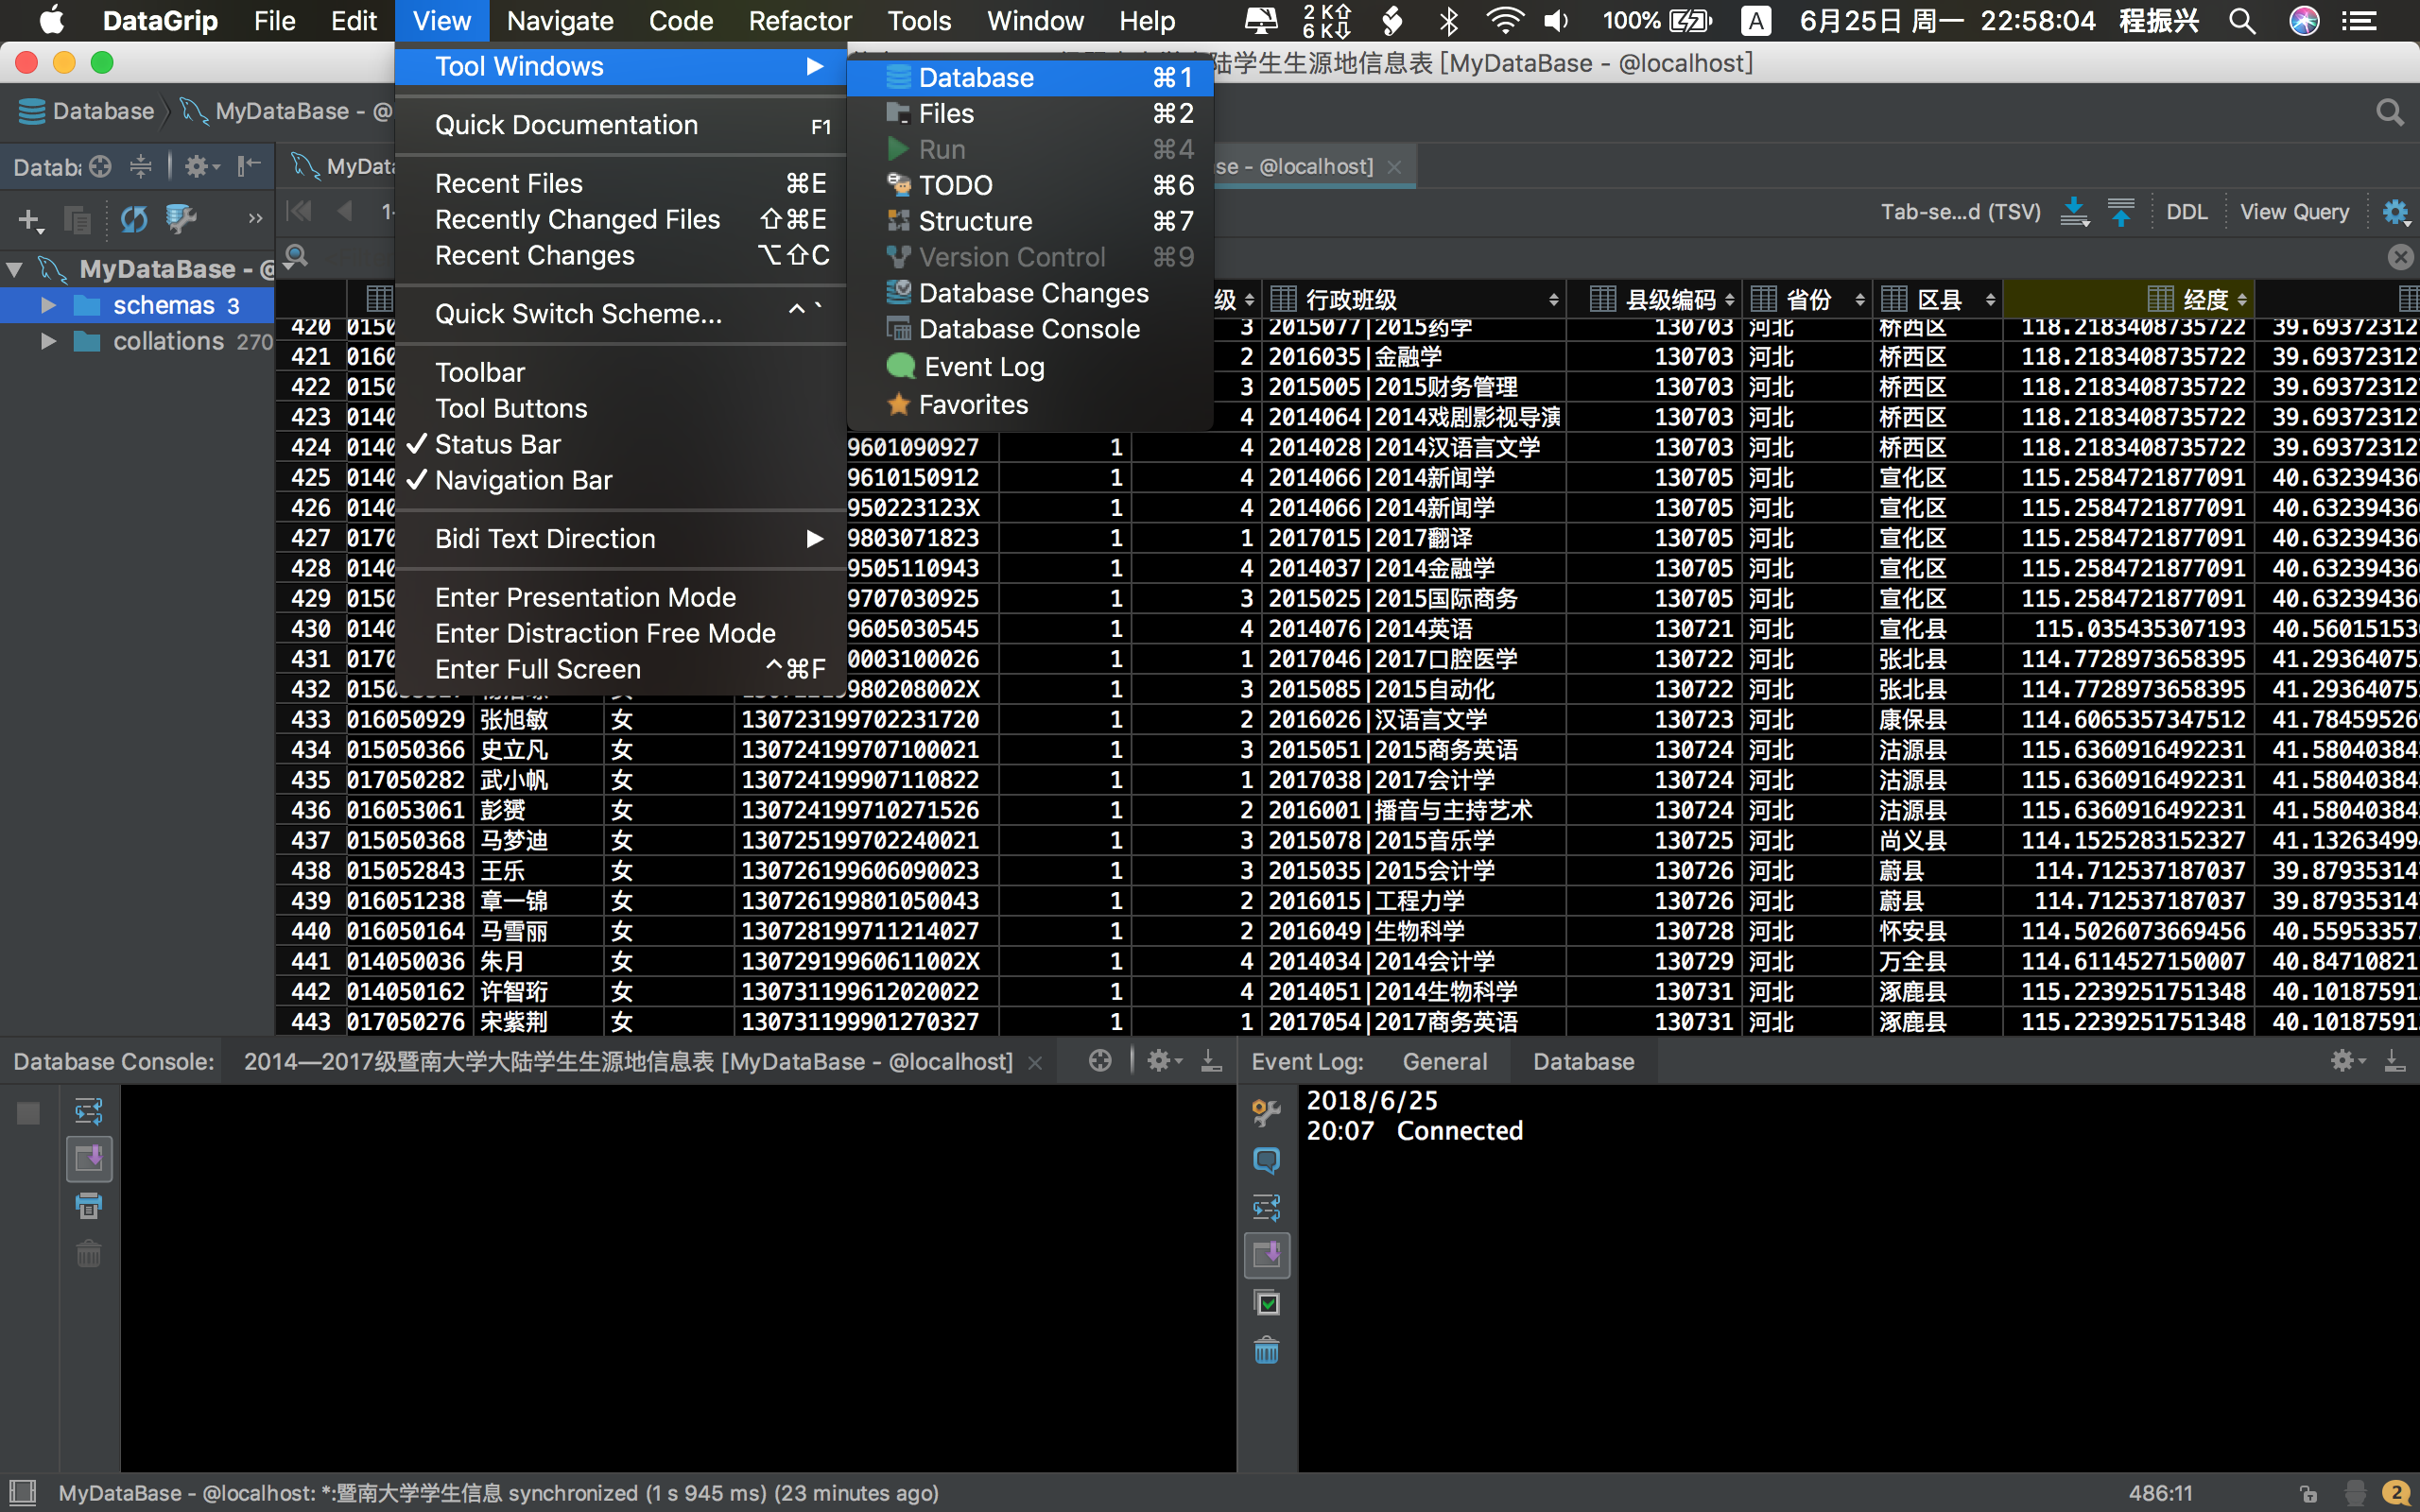 DataGrip File Edit View Navigate Code Refactor Tools Window Help 2 K 6 K 100% A 6月25日 周一 22:58:04 程振兴
陆学生生源地信息表 [MyDataBase - @localhost]
Tool Windows
Quick Documentation F1
Recent Files ⌘E
Recently Changed Files ⇧⌘E
Recent Changes ⌥⇧C
Quick Switch Scheme... ^ `
Toolbar
Tool Buttons
✓ Status Bar
✓ Navigation Bar
Bidi Text Direction
Enter Presentation Mode
Enter Distraction Free Mode
Enter Full Screen ^⌘F
Database ⌘1
Files ⌘2
Run ⌘4
TODO ⌘6
Structure ⌘7
Version Control ⌘9
Database Changes
Database Console
Event Log
Favorites
Database MyDataBase - @
Datab MyData se - @localhost]
1- Tab-se...d (TSV) DDL View Query
MyDataBase - @
schemas 3
collations 270
级 行政班级 县级编码 省份 区县 经度
420 0150 3 2015077|2015药学 130703 河北 桥西区 118.2183408735722 39.69372312
421 0160 2 2016035|金融学 130703 河北 桥西区 118.2183408735722 39.69372312
422 0150 3 2015005|2015财务管理 130703 河北 桥西区 118.2183408735722 39.69372312
423 0140 4 2014064|2014戏剧影视导演 130703 河北 桥西区 118.2183408735722 39.69372312
424 0140 9601090927 1 4 2014028|2014汉语言文学 130703 河北 桥西区 118.2183408735722 39.69372312
425 0140 9610150912 1 4 2014066|2014新闻学 130705 河北 宣化区 115.2584721877091 40.63239436
426 0140 950223123X 1 4 2014066|2014新闻学 130705 河北 宣化区 115.2584721877091 40.63239436
427 0170 9803071823 1 1 2017015|2017翻译 130705 河北 宣化区 115.2584721877091 40.63239436
428 0140 9505110943 1 4 2014037|2014金融学 130705 河北 宣化区 115.2584721877091 40.63239436
429 0150 9707030925 1 3 2015025|2015国际商务 130705 河北 宣化区 115.2584721877091 40.63239436
430 0140 9605030545 1 4 2014076|2014英语 130721 河北 宣化县 115.035435307193 40.56015153
431 0170 0003100026 1 1 2017046|2017口腔医学 130722 河北 张北县 114.7728973658395 41.29364075
432 0150 980208002X 1 3 2015085|2015自动化 130722 河北 张北县 114.7728973658395 41.29364075
433 016050929 张旭敏 女 130723199702231720 1 2 2016026|汉语言文学 130723 河北 康保县 114.6065357347512 41.78459526
434 015050366 史立凡 女 130724199707100021 1 3 2015051|2015商务英语 130724 河北 沽源县 115.6360916492231 41.58040384
435 017050282 武小帆 女 130724199907110822 1 1 2017038|2017会计学 130724 河北 沽源县 115.6360916492231 41.58040384
436 016053061 彭赟 女 130724199710271526 1 2 2016001|播音与主持艺术 130724 河北 沽源县 115.6360916492231 41.58040384
437 015050368 马梦迪 女 130725199702240021 1 3 2015078|2015音乐学 130725 河北 尚义县 114.1525283152327 41.13263499
438 015052843 王乐 女 130726199606090023 1 3 2015035|2015会计学 130726 河北 蔚县 114.712537187037 39.87935314
439 016051238 章一锦 女 130726199801050043 1 2 2016015|工程力学 130726 河北 蔚县 114.712537187037 39.87935314
440 016050164 马雪丽 女 130728199711214027 1 2 2016049|生物科学 130728 河北 怀安县 114.5026073669456 40.55953357
441 014050036 朱月 女 13072919960611002X 1 4 2014034|2014会计学 130729 河北 万全县 114.6114527150007 40.84710821
442 014050162 许智珩 女 130731199612020022 1 4 2014051|2014生物科学 130731 河北 涿鹿县 115.2239251751348 40.10187591
443 017050276 宋紫荆 女 130731199901270327 1 1 2017054|2017商务英语 130731 河北 涿鹿县 115.2239251751348 40.10187591
Database Console: 2014—2017级暨南大学大陆学生生源地信息表 [MyDataBase - @localhost] Event Log: General Database
2018/6/25
20:07 Connected
MyDataBase - @localhost: *:暨南大学学生信息 synchronized (1 s 945 ms) (23 minutes ago) 486:11 2